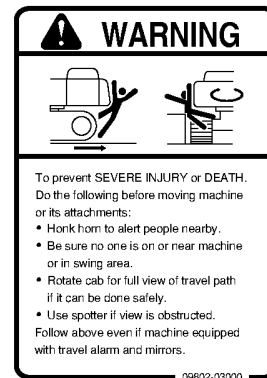 WARNING
To prevent SEVERE INJURY or DEATH.
Do the following before moving machine
or its attachments:
• Honk horn to alert people nearby.
• Be sure no one is on or near machine
or in swing area.
• Rotate cab for full view of travel path
if it can be done safely.
• Use spotter if view is obstructed.
Follow above even if machine equipped
with travel alarm and mirrors.
09802-03000